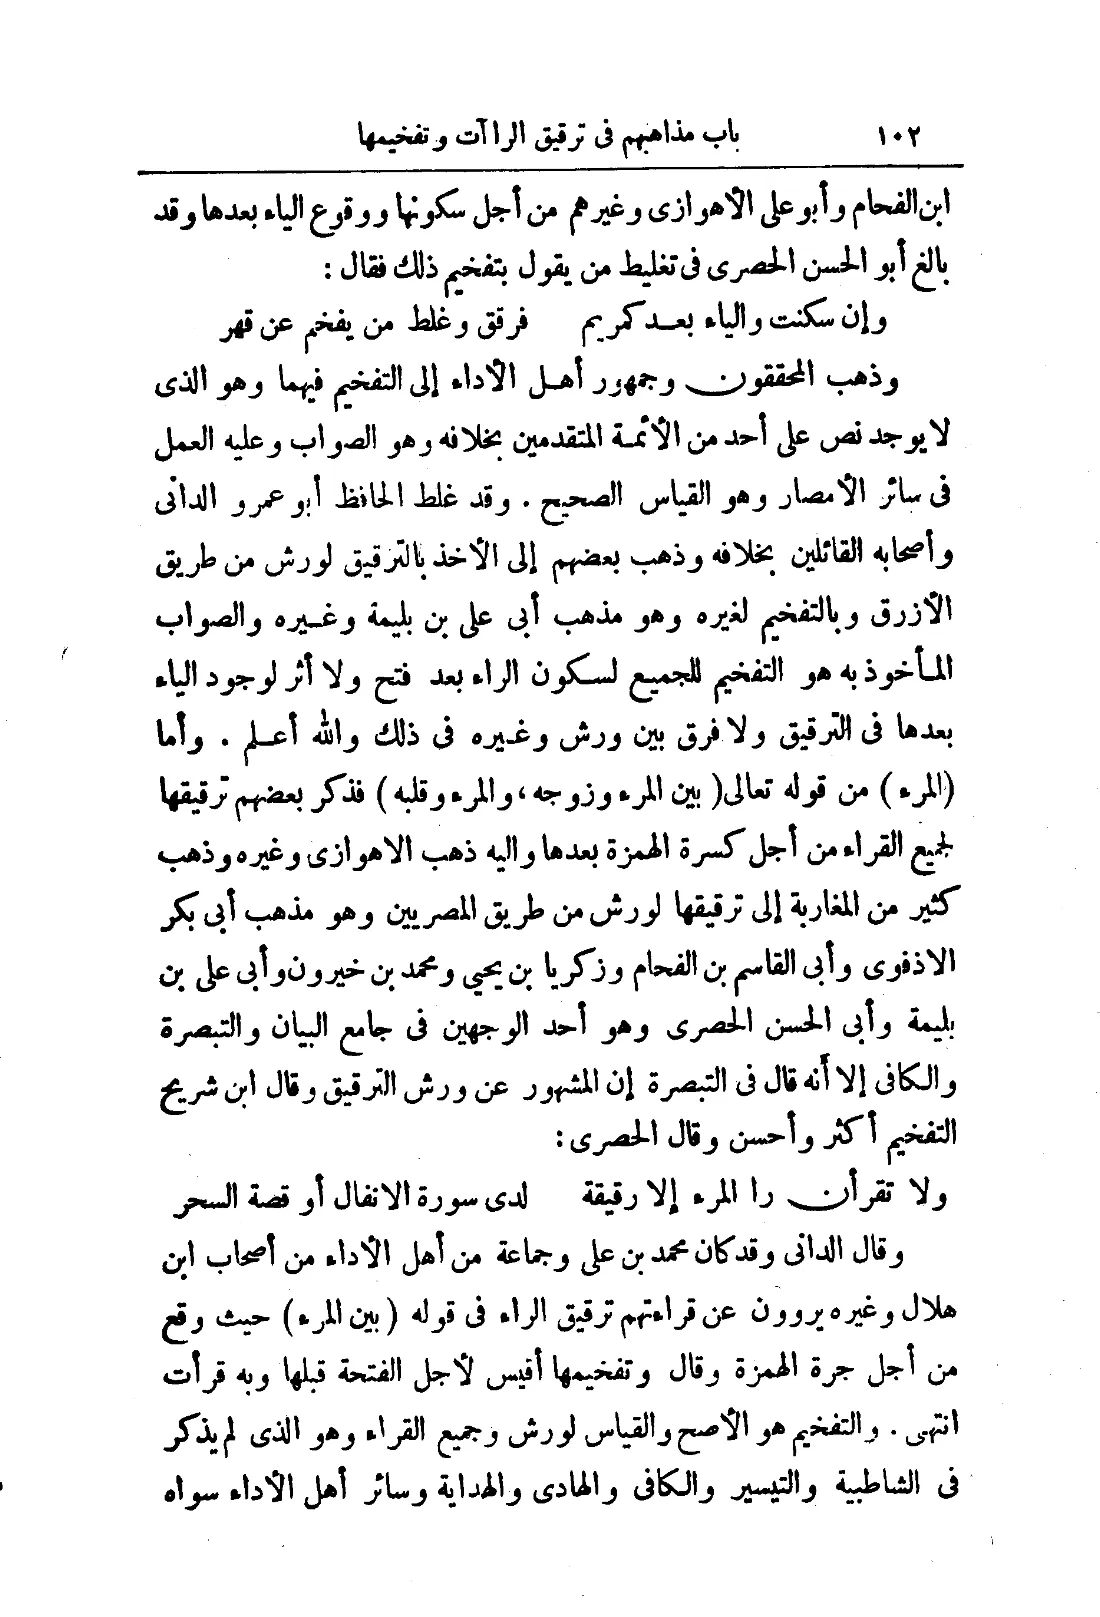 ١٠٢ باب مذاهبهم فى ترقيق الراآت وتفخيمها
ابن الفحام وأبو على الأهوازى وغيرهم من أجل سكونها ووقوع الياء بعدها وقد
بالغ أبو الحسن الحصرى فى تغليط من يقول بتفخيم ذلك فقال :
وإن سكنت والياء بعد كمريم فرقق وغلط من يفخم عن قهر
وذهب المحققون وجمهور أهل الأداء إلى التفخيم فيهما وهو الذى
لا يوجد نص على أحد من الأئمة المتقدمين بخلافه وهو الصواب وعليه العمل
فى سائر الأمصار وهو القياس الصحيح . وقد غلط الحافظ أبو عمرو الدانى
وأصحابه القائلين بخلافه وذهب بعضهم إلى الأخذ بالترقيق لورش من طريق
الأزرق وبالتفخيم لغيره وهو مذهب أبى على بن بليمة وغيره والصواب
المأخوذ به هو التفخيم للجميع لسكون الراء بعد فتح ولا أثر لوجود الياء
بعدها فى الترقيق ولا فرق بين ورش وغيره فى ذلك والله أعلم . وأما
(المرء) من قوله تعالى( بين المرء وزوجه، والمرء وقلبه) فذكر بعضهم ترقيقها
لجميع القراء من أجل كسرة الهمزة بعدها واليه ذهب الاهوازى وغيره وذهب
كثير من المغاربة إلى ترقيقها لورش من طريق المصريين وهو مذهب أبى بكر
الاذفوى وأبى القاسم بن الفحام وزكريا بن يحيى ومحمد بن خيرون وأبى على بن
بليمة وأبى الحسن الحصرى وهو أحد الوجهين فى جامع البيان والتبصرة
والكافى إلا أنه قال فى التبصرة إن المشهور عن ورش الترقيق وقال ابن شريح
التفخيم أكثر وأحسن وقال الحصرى :
ولا تقرأن را المرء إلا رقيقة لدى سورة الانفال أو قصة السحر
وقال الدانى وقد كان محمد بن على وجماعة من أهل الأداء من أصحاب ابن
هلال وغيره يروون عن قراءتهم ترقيق الراء فى قوله (بين المرء) حيث وقع
من أجل جرة الهمزة وقال وتفخيمها أقيس لأجل الفتحة قبلها وبه قرأت
انتهى . والتفخيم هو الأصح والقياس لورش وجميع القراء وهو الذى لم يذكر
فى الشاطبية والتيسير والكافى والهادى والهداية وسائر أهل الأداء سواه